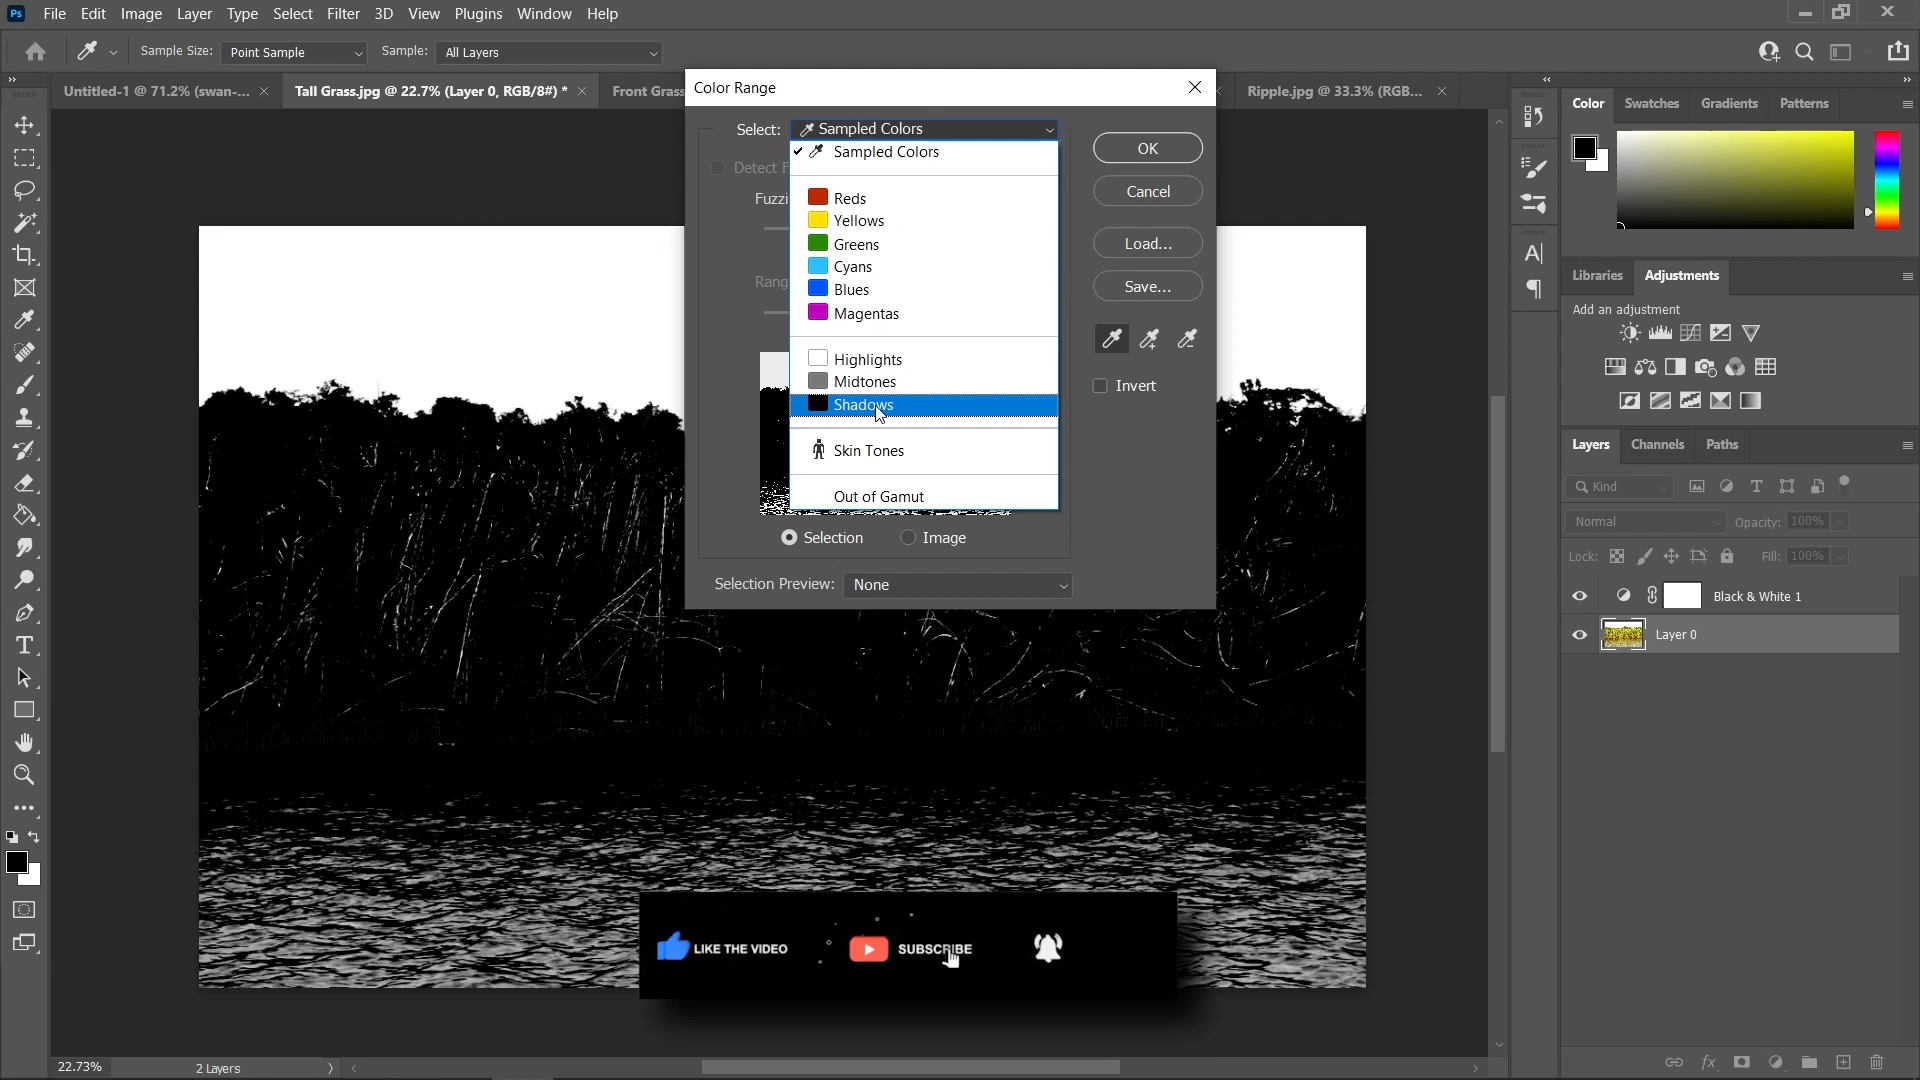 Ps File Edit Image Layer Type Select Filter 3D View Plugins Window Help
Sample Size: Point Sample Sample: All Layers
Untitled-1 @ 71.2% (swan-... Tall Grass.jpg @ 22.7% (Layer 0, RGB/8#) * Front Grass Ripple.jpg @ 33.3% (RGB...
Color Range
Select: Sampled Colors
Sampled Colors
Detect F
Fuzzi
Reds
Yellows
Greens
Cyans
Rang
Blues
Magentas
Highlights
Midtones
Shadows
Skin Tones
Out of Gamut
Selection Image
Selection Preview: None
OK
Cancel
Load...
Save...
Invert
Color Swatches Gradients Patterns
Libraries Adjustments
Add an adjustment
Layers Channels Paths
Kind
Normal Opacity: 100%
Lock: Fill: 100%
Black & White 1
Layer 0
LIKE THE VIDEO SUBSCRIBE
22.73% 2 Layers